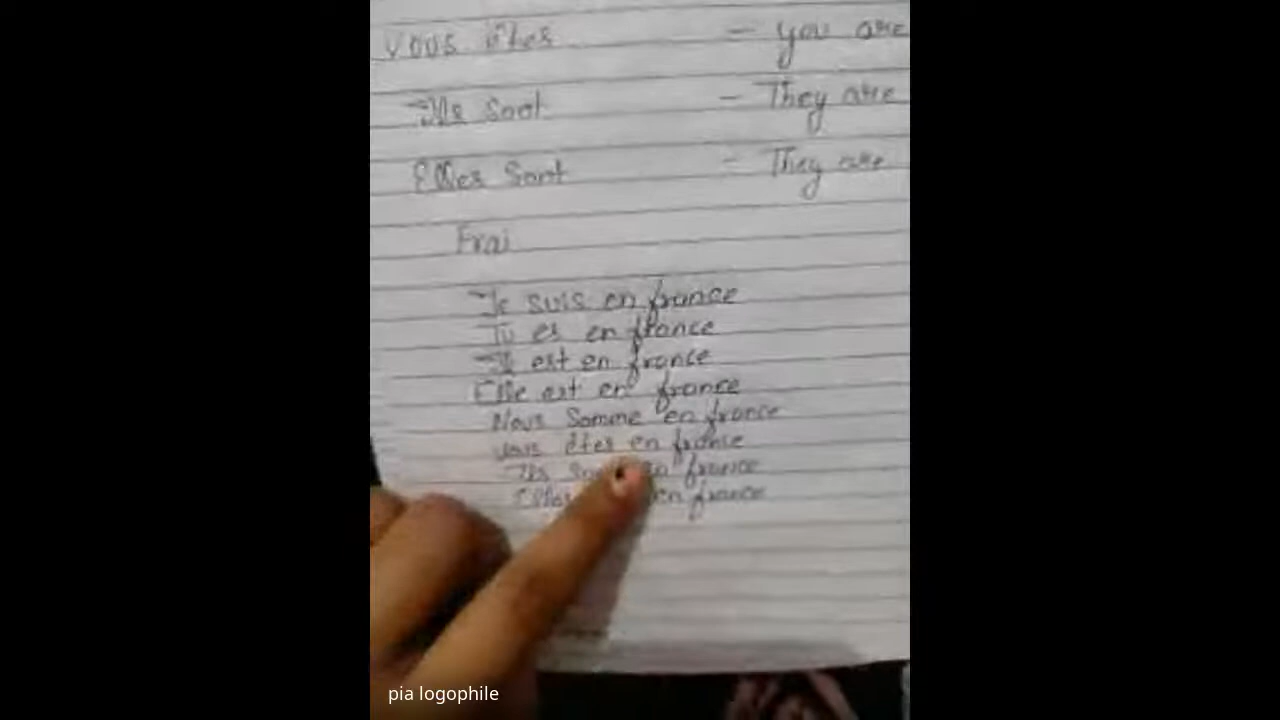 vous êtes - you are
Ils Sont - They are
Elles Sont - They are
Frai
Je suis en france
Tu es en france
Il est en france
Elle est en france
Nous Somme en france
vous êtes en france
Ils en france
Elles en france
pia logophile